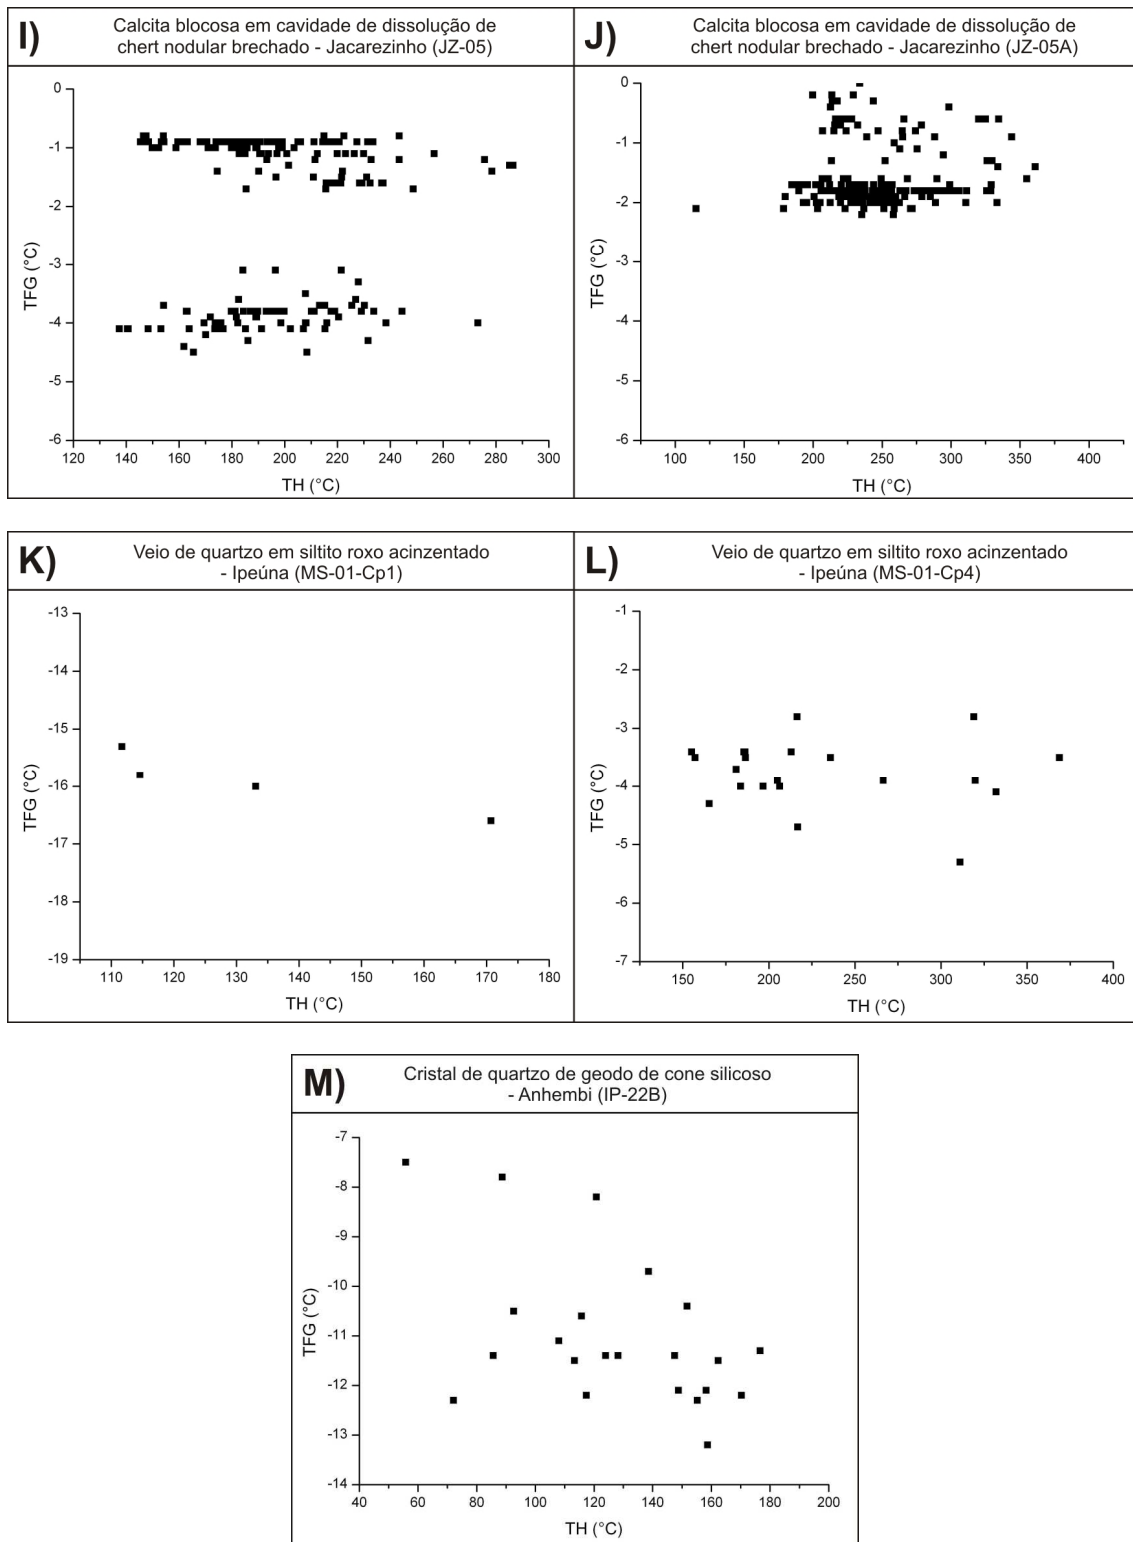 I)
Calcita blocosa em cavidade de dissolução de
chert nodular brechado - Jacarezinho (JZ-05)
0
-1
-2
-3
-4
-5
-6
TFG (°C)
120 140 160 180 200 220 240 260 280 300
TH (°C)
J)
Calcita blocosa em cavidade de dissolução de
chert nodular brechado - Jacarezinho (JZ-05A)
0
-1
-2
-3
-4
-5
-6
TFG (°C)
100 150 200 250 300 350 400
TH (°C)
K)
Veio de quartzo em siltito roxo acinzentado
- Ipeúna (MS-01-Cp1)
-13
-14
-15
-16
-17
-18
-19
TFG (°C)
110 120 130 140 150 160 170 180
TH (°C)
L)
Veio de quartzo em siltito roxo acinzentado
- Ipeúna (MS-01-Cp4)
-1
-2
-3
-4
-5
-6
-7
TFG (°C)
150 200 250 300 350 400
TH (°C)
M)
Cristal de quartzo de geodo de cone silicoso
- Anhembi (IP-22B)
-7
-8
-9
-10
-11
-12
-13
-14
TFG (°C)
40 60 80 100 120 140 160 180 200
TH (°C)